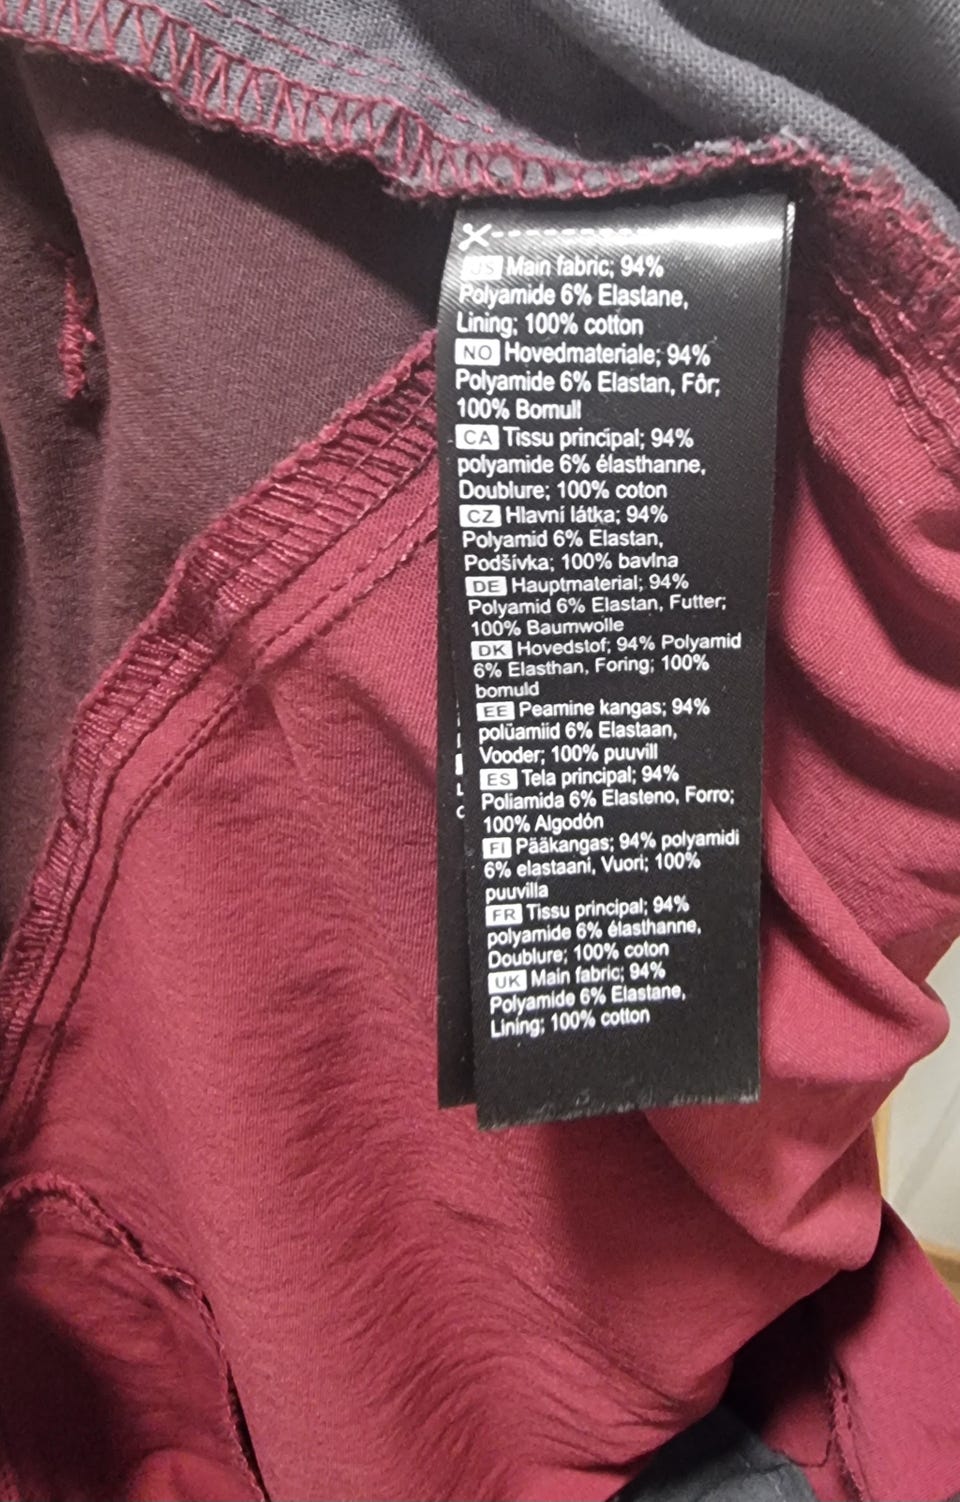 US Main fabric; 94%
Polyamide 6% Elastane,
Lining; 100% cotton
NO Hovedmateriale; 94%
Polyamide 6% Elastan, Fôr;
100% Bomull
CA Tissu principal; 94%
polyamide 6% élasthanne,
Doublure; 100% coton
CZ Hlavní látka; 94%
Polyamid 6% Elastan,
Podšívka; 100% bavlna
DE Hauptmaterial; 94%
Polyamid 6% Elastan, Futter;
100% Baumwolle
DK Hovedstof; 94% Polyamid
6% Elasthan, Foring; 100%
bomuld
EE Peamine kangas; 94%
polüamiid 6% Elastaan,
Vooder; 100% puuvill
ES Tela principal; 94%
Poliamida 6% Elasteno, Forro;
100% Algodón
FI Pääkangas; 94% polyamidi
6% elastaani, Vuori; 100%
puuvilla
FR Tissu principal; 94%
polyamide 6% élasthanne,
Doublure; 100% coton
UK Main fabric; 94%
Polyamide 6% Elastane,
Lining; 100% cotton